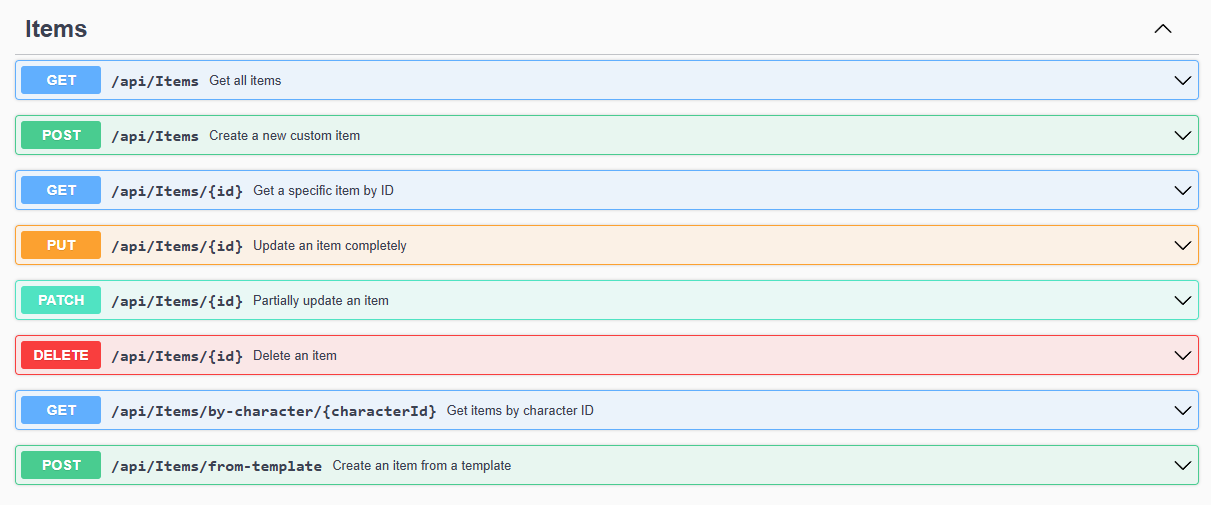 Items
GET /api/Items Get all items
POST /api/Items Create a new custom item
GET /api/Items/{id} Get a specific item by ID
PUT /api/Items/{id} Update an item completely
PATCH /api/Items/{id} Partially update an item
DELETE /api/Items/{id} Delete an item
GET /api/Items/by-character/{characterId} Get items by character ID
POST /api/Items/from-template Create an item from a template